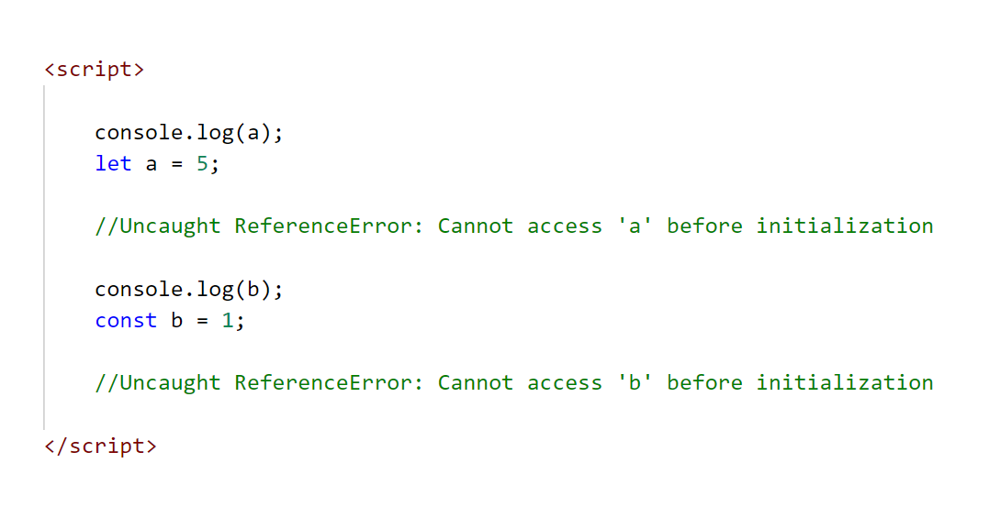 <script>
console.log(a);
let a = 5;
//Uncaught ReferenceError: Cannot access 'a' before initialization
console.log(b);
const b = 1;
//Uncaught ReferenceError: Cannot access 'b' before initialization
</script>